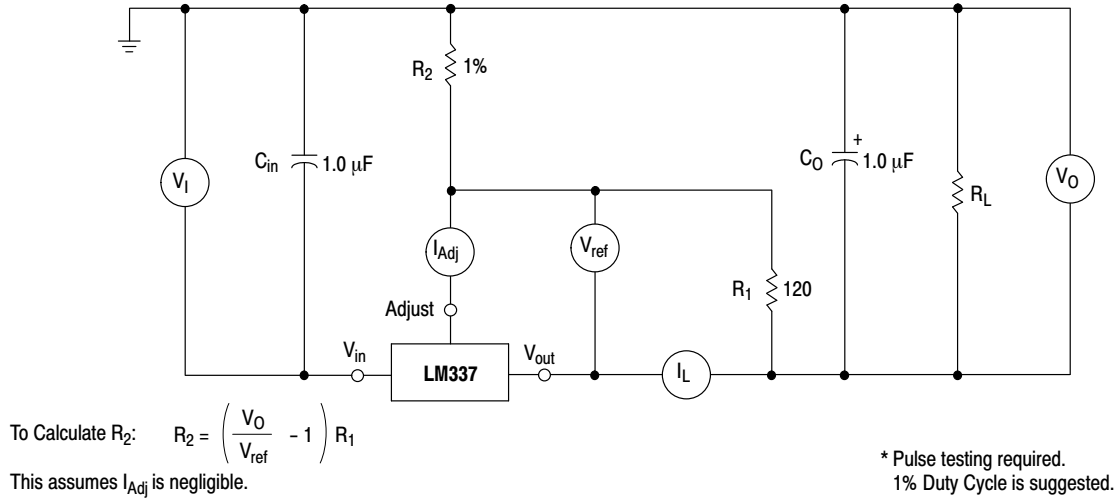 R2 1%
Cin 1.0 μF
CO + 1.0 μF
VI
RL
VO
IAdj
Vref
R1 120
Adjust
Vin
LM337
Vout
IL
To Calculate R2: R2 = ( VO / Vref - 1 ) R1
This assumes IAdj is negligible.
* Pulse testing required.
1% Duty Cycle is suggested.